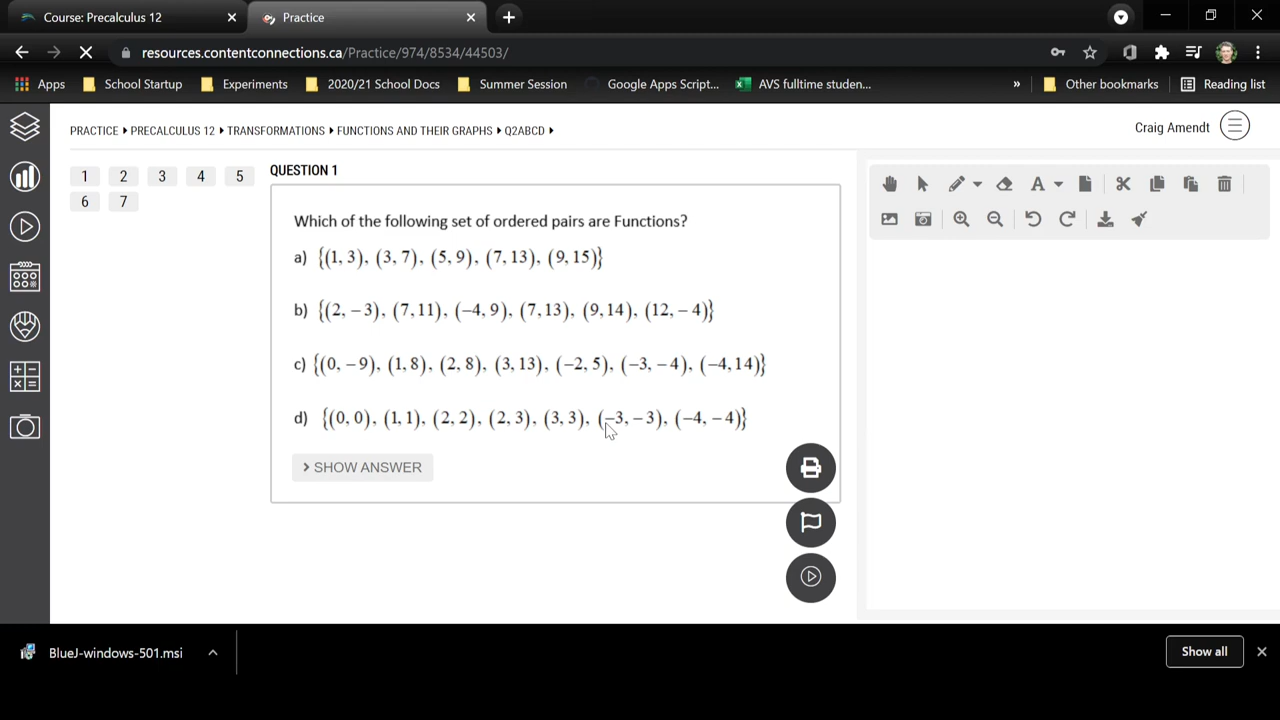 Course: Precalculus 12
Practice
resources.contentconnections.ca/Practice/974/8534/44503/
Apps School Startup Experiments 2020/21 School Docs Summer Session Google Apps Script... AVS fulltime studen... » Other bookmarks Reading list
PRACTICE PRECALCULUS 12 TRANSFORMATIONS FUNCTIONS AND THEIR GRAPHS Q2ABCD
Craig Amendt
1 2 3 4 5
6 7
QUESTION 1
Which of the following set of ordered pairs are Functions?
a) {(1, 3), (3, 7), (5, 9), (7, 13), (9, 15)}
b) {(2, −3), (7, 11), (−4, 9), (7, 13), (9, 14), (12, −4)}
c) {(0, −9), (1, 8), (2, 8), (3, 13), (−2, 5), (−3, −4), (−4, 14)}
d) {(0, 0), (1, 1), (2, 2), (2, 3), (3, 3), (−3, −3), (−4, −4)}
SHOW ANSWER
BlueJ-windows-501.msi
Show all